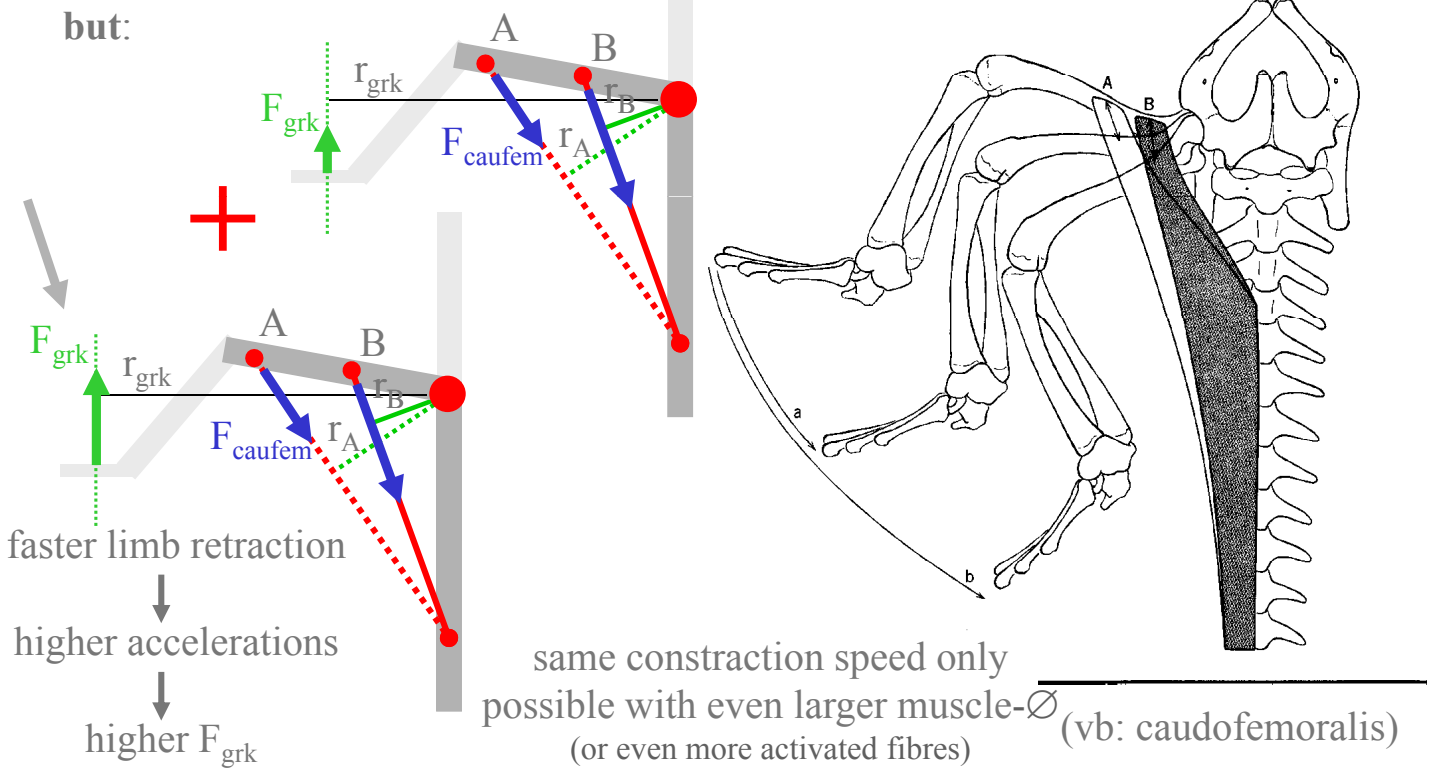 but:
A
B
r_grk
r_B
F_grk
F_caufem
r_A
A
B
F_grk
r_grk
r_B
r_A
F_caufem
faster limb retraction
higher accelerations
higher F_grk
A
B
a
b
same constraction speed only
possible with even larger muscle-∅
(or even more activated fibres)
(vb: caudofemoralis)